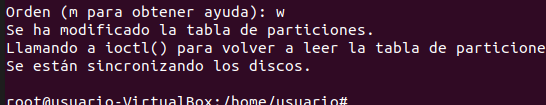 Orden (m para obtener ayuda): w
Se ha modificado la tabla de particiones.
Llamando a ioctl() para volver a leer la tabla de particione
Se están sincronizando los discos.
root@usuario-VirtualBox:/home/usuario#